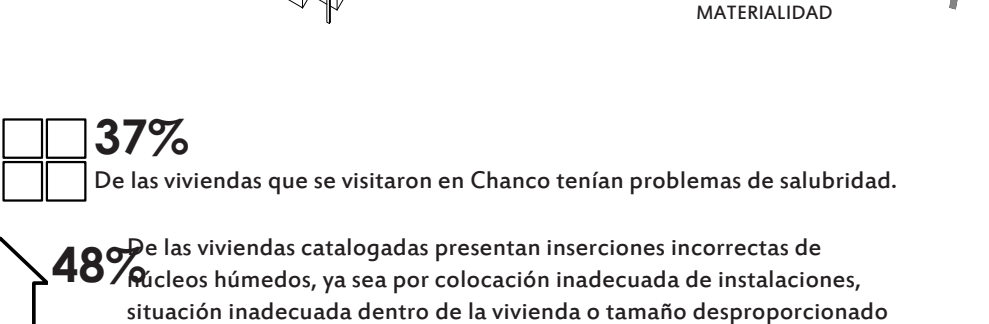 MATERIALIDAD
37%
De las viviendas que se visitaron en Chanco tenían problemas de salubridad.
48%
De las viviendas catalogadas presentan inserciones incorrectas de
núcleos húmedos, ya sea por colocación inadecuada de instalaciones,
situación inadecuada dentro de la vivienda o tamaño desproporcionado